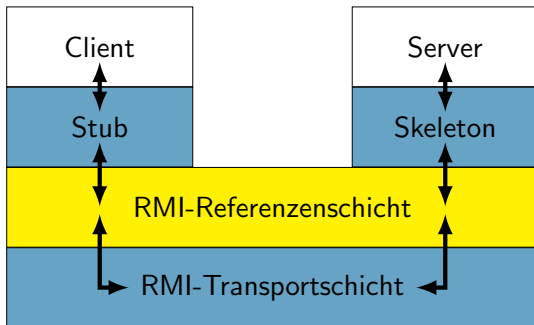 Client
Server
Stub
Skeleton
RMI-Referenzenschicht
RMI-Transportschicht